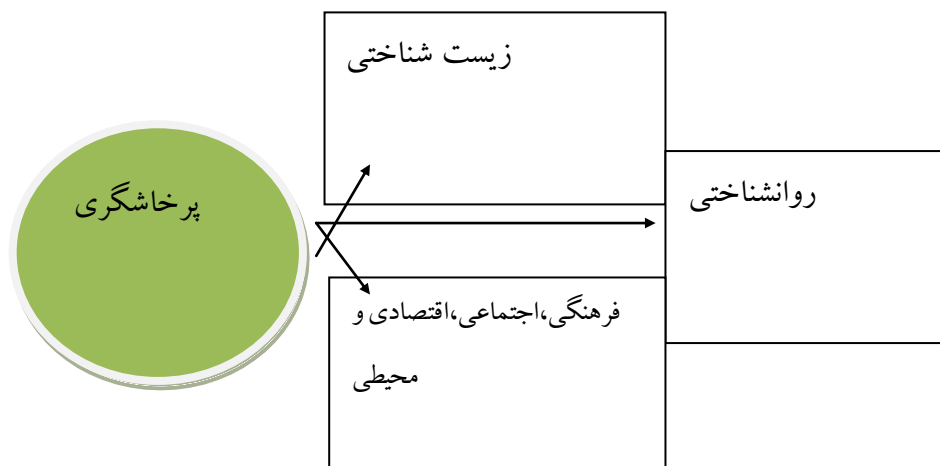 زیست شناختی
پرخاشگری
روانشناختی
فرهنگی،اجتماعی،اقتصادی و
محیطی